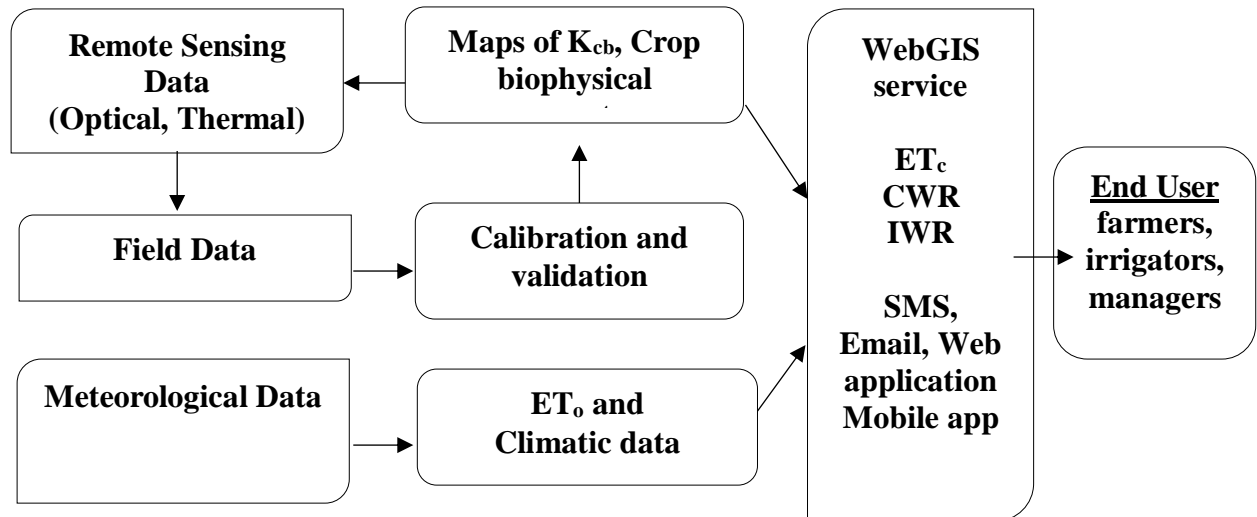 Remote Sensing
Data
(Optical, Thermal)
Maps of Kcb, Crop
biophysical
Field Data
Calibration and
validation
Meteorological Data
ETo and
Climatic data
WebGIS
service
ETc
CWR
IWR
SMS,
Email, Web
application
Mobile app
End User
farmers,
irrigators,
managers